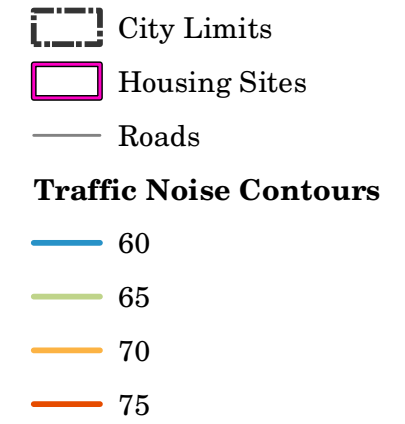 City Limits
Housing Sites
Roads
Traffic Noise Contours
60
65
70
75